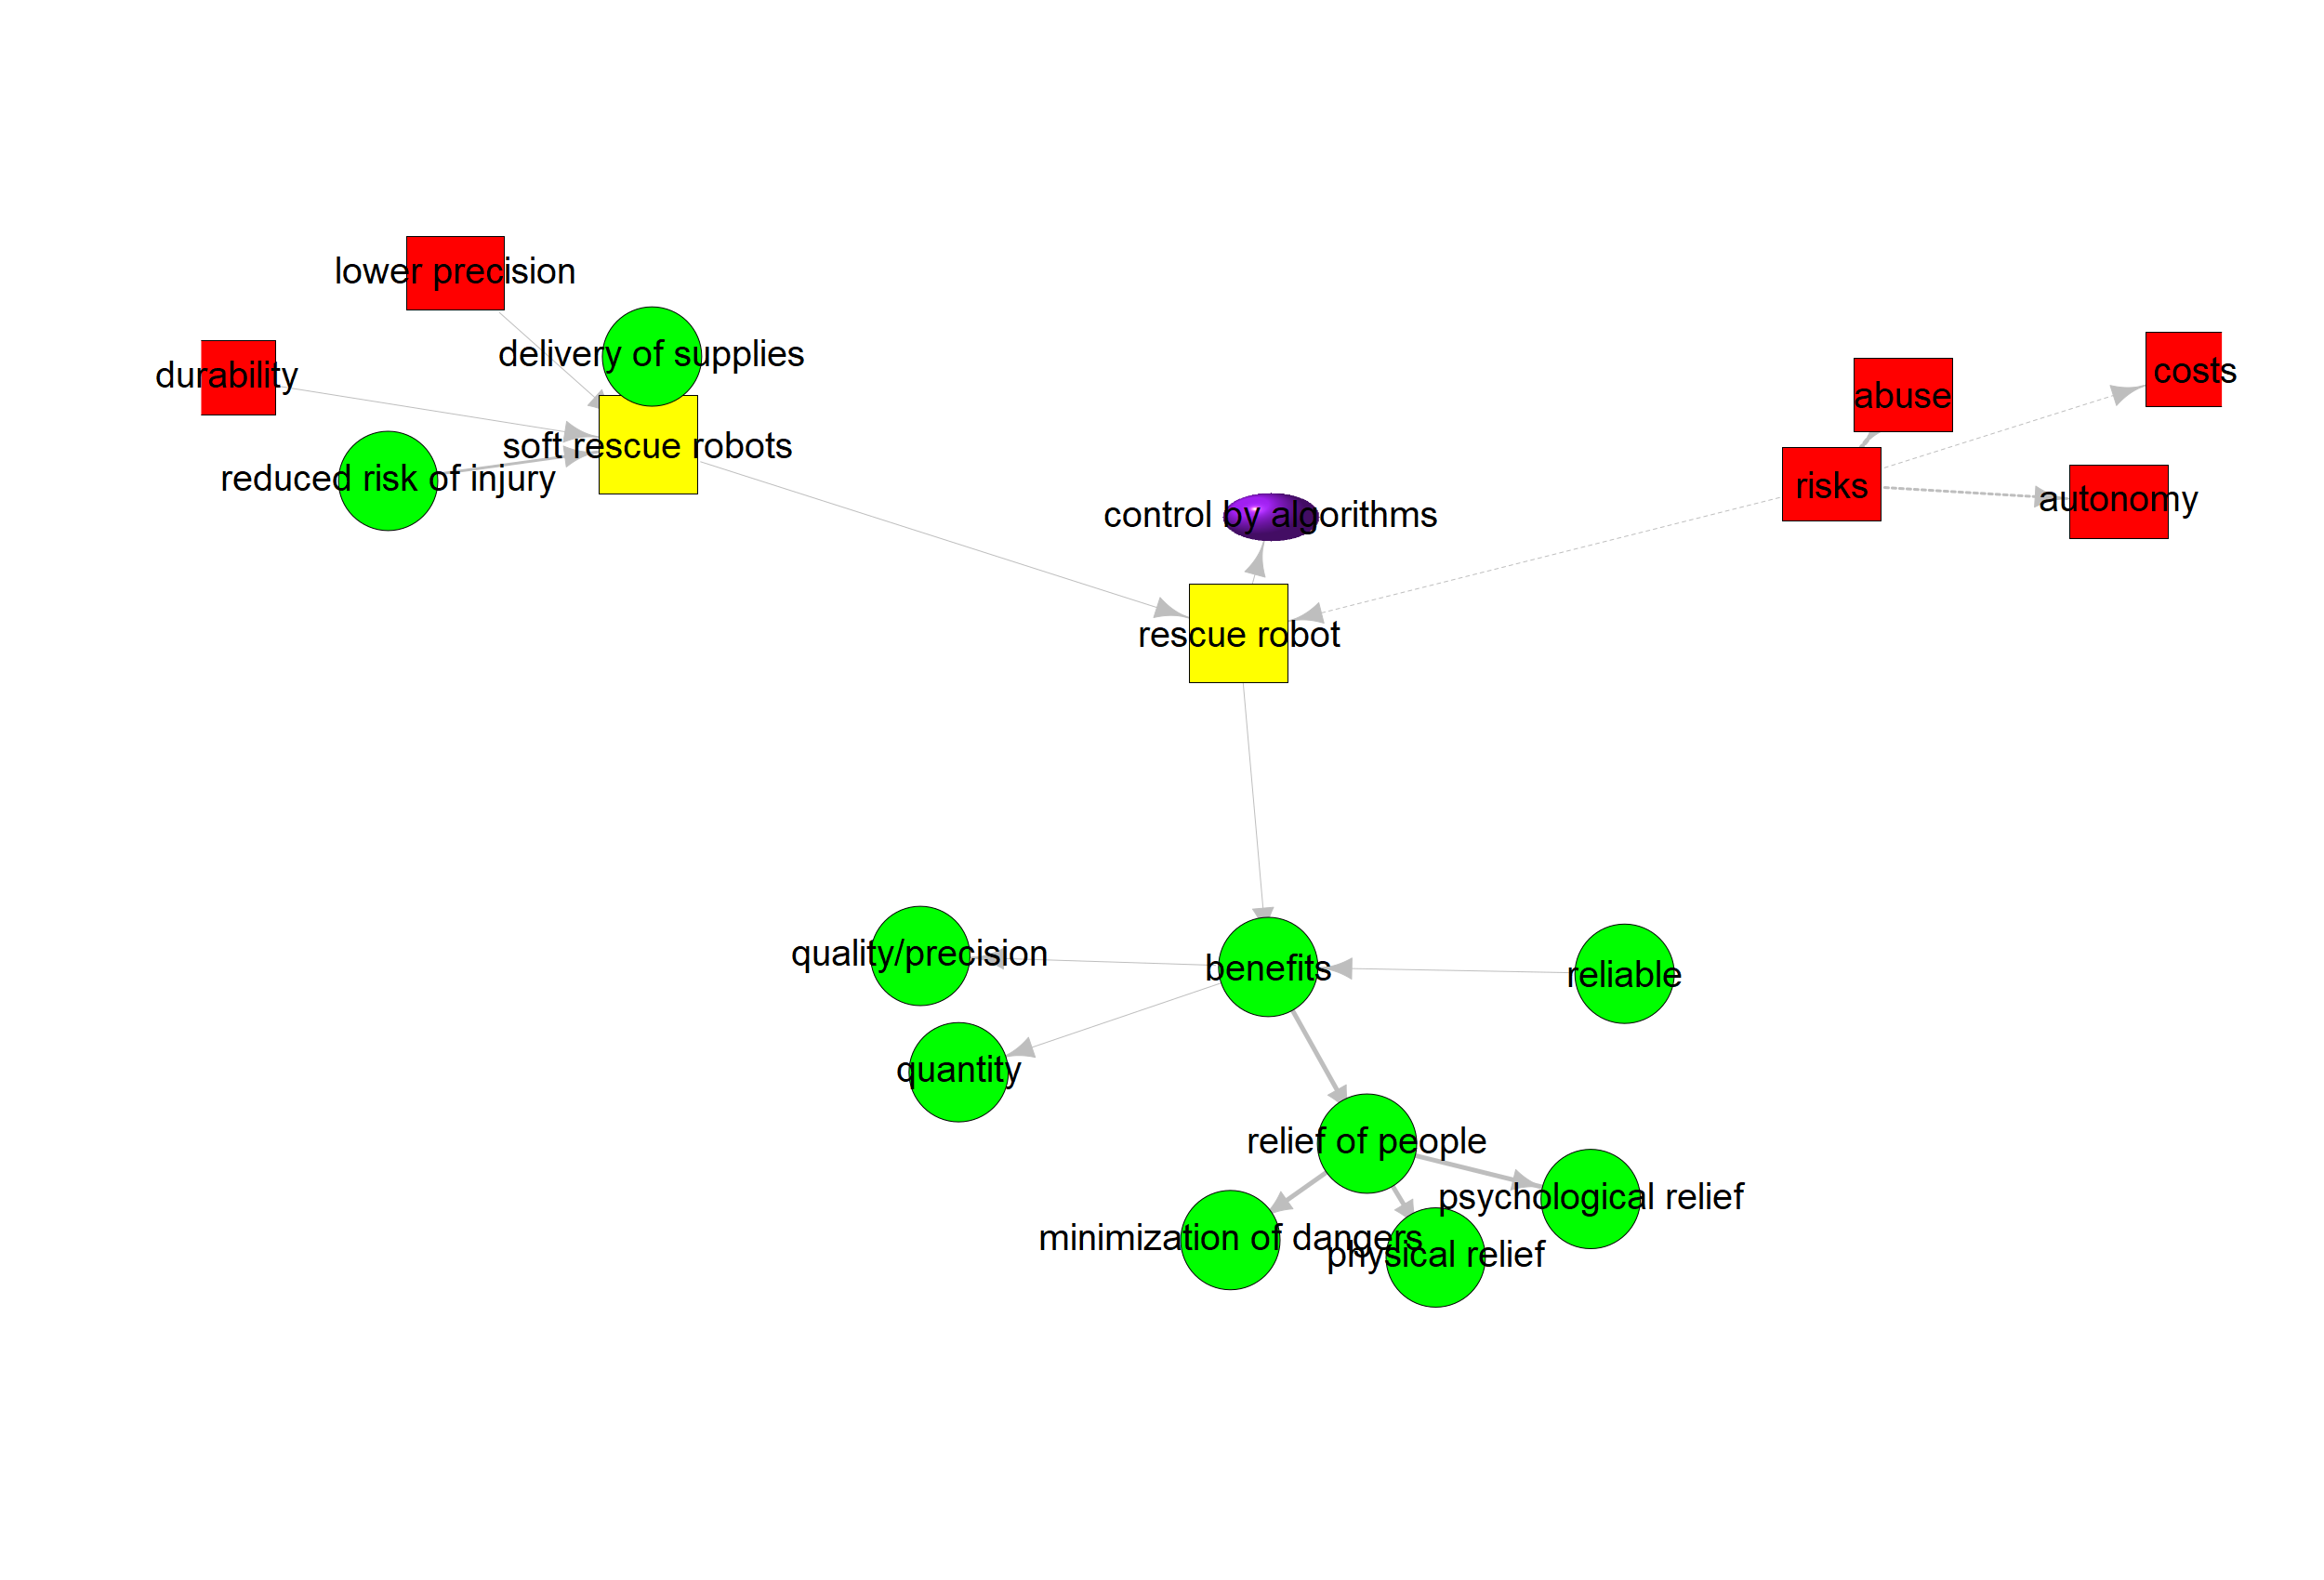 lower precision
delivery of supplies
durability
costs
abuse
soft rescue robots
reduced risk of injury
risks
autonomy
control by algorithms
rescue robot
quality/precision
benefits
reliable
quantity
relief of people
psychological relief
minimization of dangers
physical relief